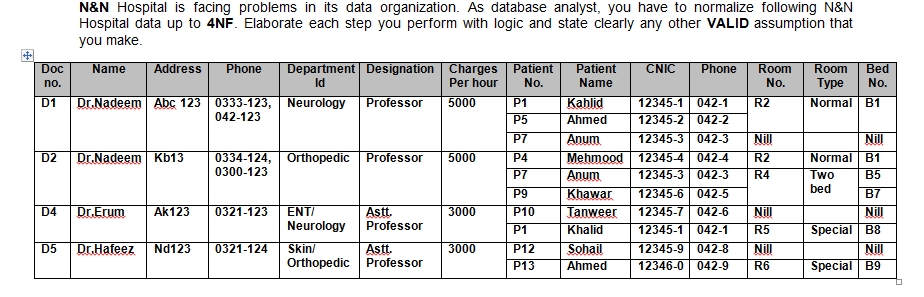 N&N Hospital is facing problems in its data organization. As database analyst, you have to normalize following N&N
Hospital data up to 4NF. Elaborate each step you perform with logic and state clearly any other VALID assumption that
you make.
Doc no. Name Address Phone Department Id Designation Charges Per hour Patient No. Patient Name CNIC Phone Room No. Room Type Bed No.
D1 Dr.Nadeem Abc 123 0333-123, 042-123 Neurology Professor 5000 P1 Kahlid 12345-1 042-1 R2 Normal B1
P5 Ahmed 12345-2 042-2
P7 Anum 12345-3 042-3 Nill Nill
D2 Dr.Nadeem Kb13 0334-124, 0300-123 Orthopedic Professor 5000 P4 Mehmood 12345-4 042-4 R2 Normal B1
P7 Anum 12345-3 042-3 R4 Two bed B5
P9 Khawar 12345-6 042-5 B7
D4 Dr.Erum Ak123 0321-123 ENT/ Neurology Astt. Professor 3000 P10 Tanweer 12345-7 042-6 Nill Nill
P1 Khalid 12345-1 042-1 R5 Special B8
D5 Dr.Hafeez Nd123 0321-124 Skin/ Orthopedic Astt. Professor 3000 P12 Sohail 12345-9 042-8 Nill Nill
P13 Ahmed 12346-0 042-9 R6 Special B9